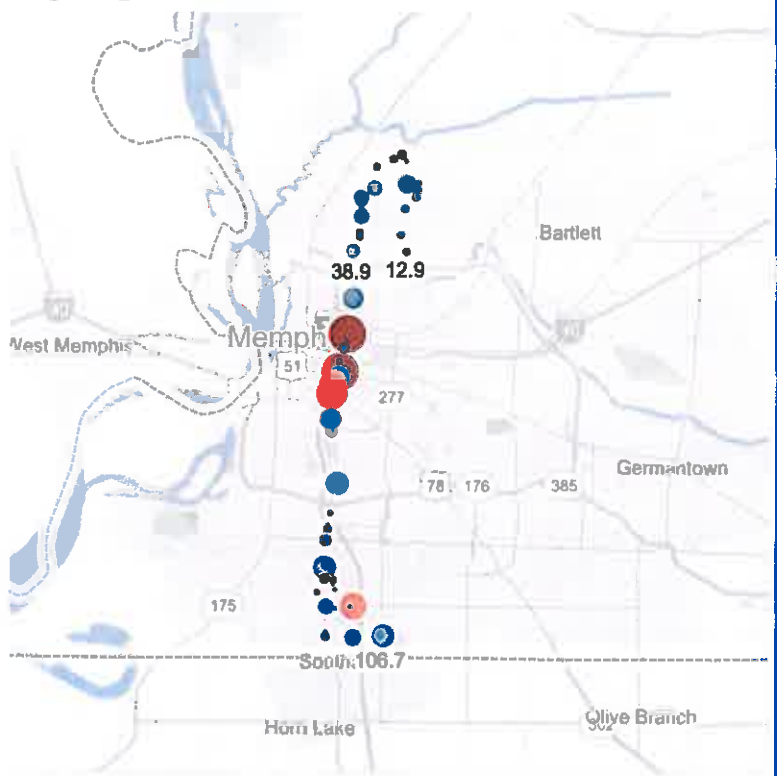 Bartlett
38.9 12.9
Memph
West Memphis
51
277
Germantown
78 176 385
175
South 106.7
Horn Lake
Olive Branch